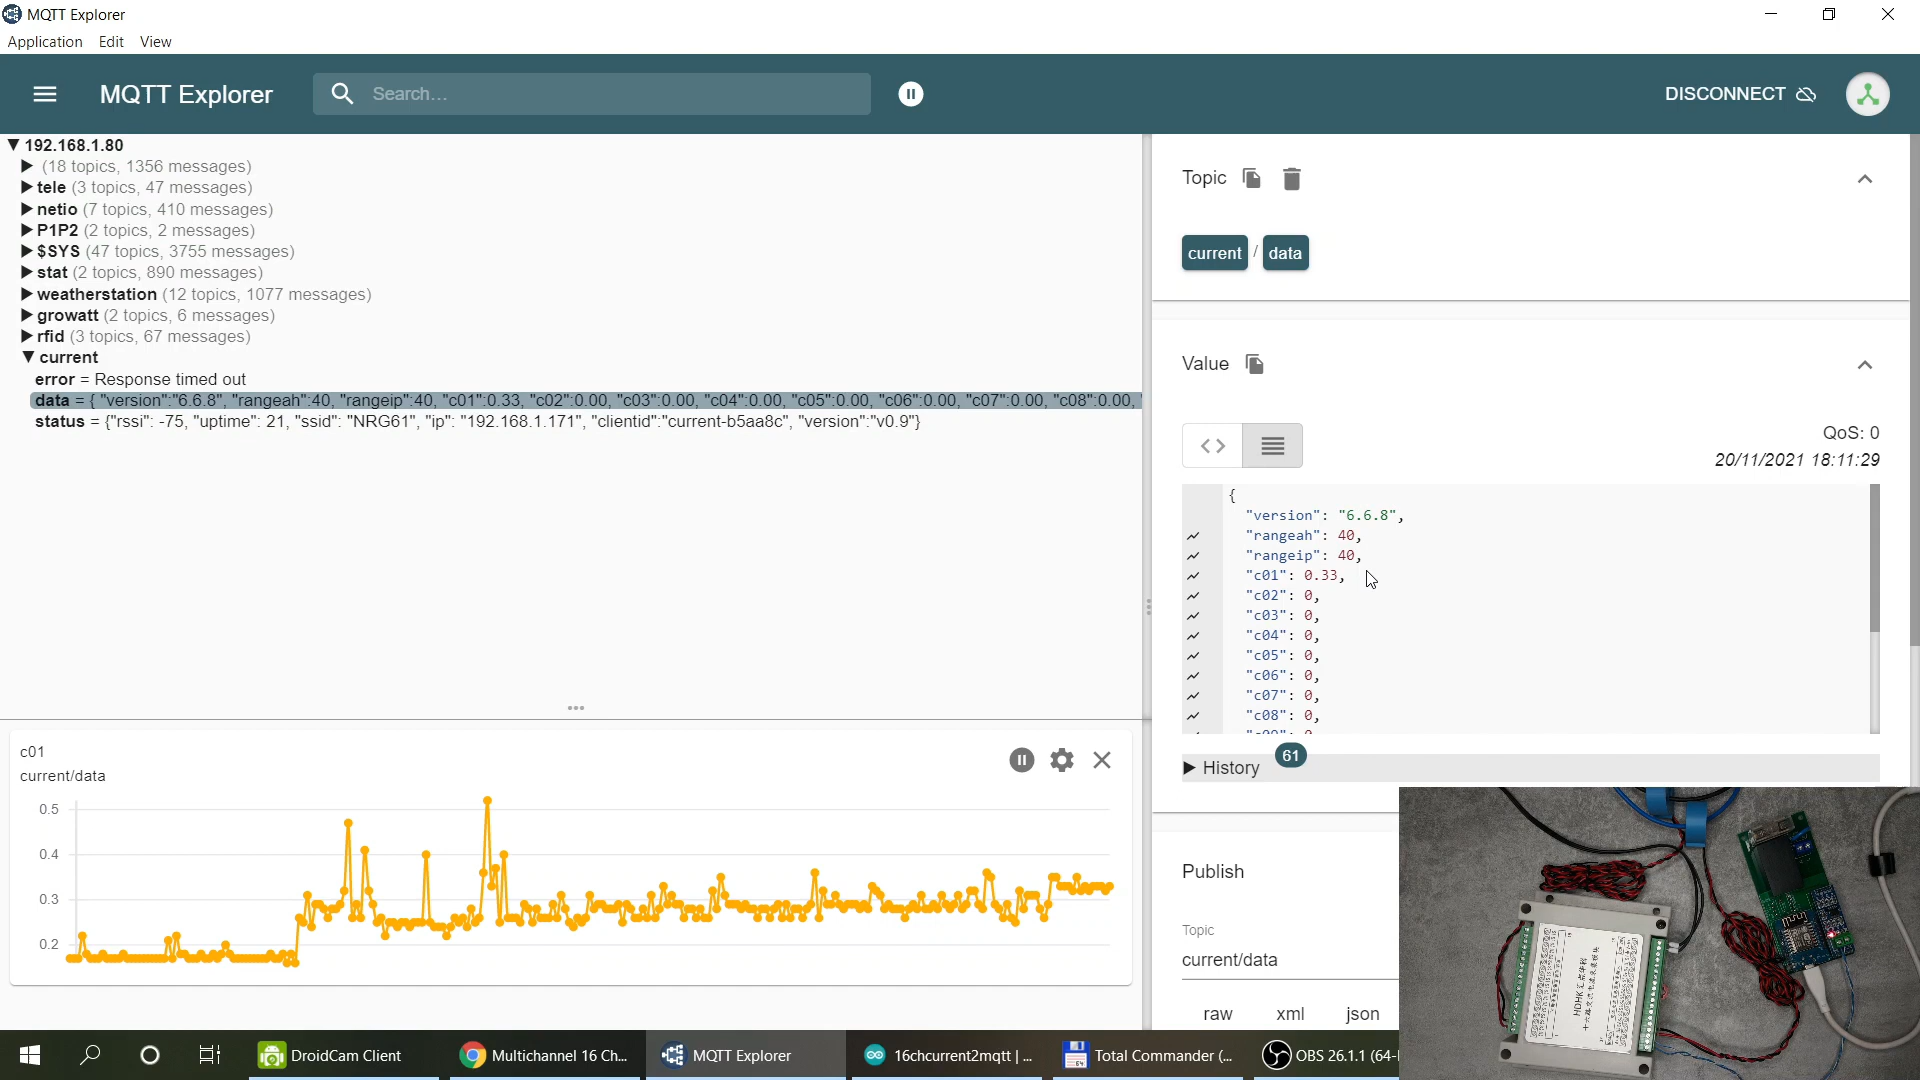 MQTT Explorer
Application Edit View
MQTT Explorer
Search...
DISCONNECT
192.168.1.80
(18 topics, 1356 messages)
tele (3 topics, 47 messages)
netio (7 topics, 410 messages)
P1P2 (2 topics, 2 messages)
$SYS (47 topics, 3755 messages)
stat (2 topics, 890 messages)
weatherstation (12 topics, 1077 messages)
growatt (2 topics, 6 messages)
rfid (3 topics, 67 messages)
current
error = Response timed out
data = { "version":"6.6.8", "rangeah":40, "rangeip":40, "c01":0.33, "c02":0.00, "c03":0.00, "c04":0.00, "c05":0.00, "c06":0.00, "c07":0.00, "c08":0.00,
status = {"rssi": -75, "uptime": 21, "ssid": "NRG61", "ip": "192.168.1.171", "clientid":"current-b5aa8c", "version":"v0.9"}
Topic
current / data
Value
QoS: 0
20/11/2021 18:11:29
{
"version": "6.6.8",
"rangeah": 40,
"rangeip": 40,
"c01": 0.33,
"c02": 0,
"c03": 0,
"c04": 0,
"c05": 0,
"c06": 0,
"c07": 0,
"c08": 0,
History 61
Publish
Topic
current/data
raw xml json
c01
current/data
0.5
0.4
0.3
0.2
HDHK
DroidCam Client
Multichannel 16 Ch...
MQTT Explorer
16chcurrent2mqtt | ...
Total Commander (...
OBS 26.1.1 (64-